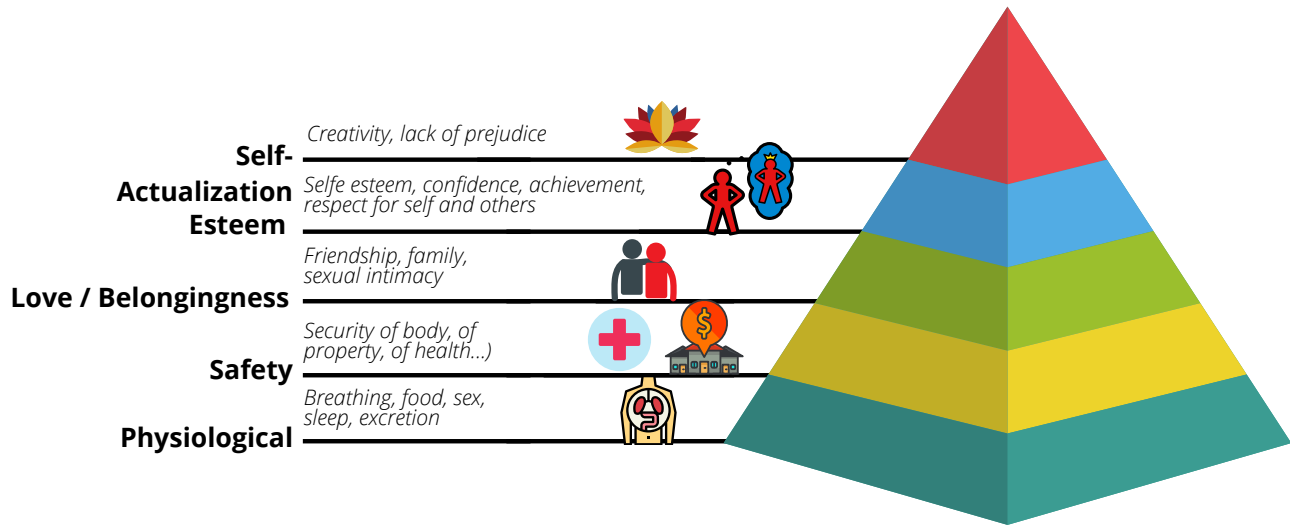 Creativity, lack of prejudice
Self-
Actualization
Selfe esteem, confidence, achievement,
respect for self and others
Esteem
Friendship, family,
sexual intimacy
Love / Belongingness
Security of body, of
property, of health...)
Safety
Breathing, food, sex,
sleep, excretion
Physiological
$